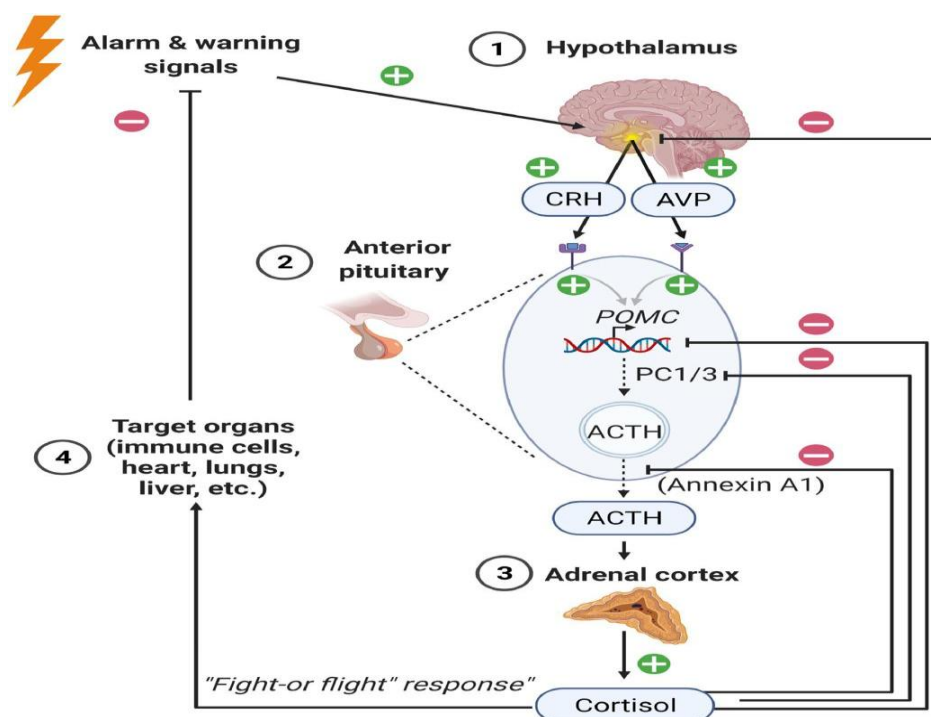 Alarm & warning
signals
1 Hypothalamus
CRH
AVP
2 Anterior
pituitary
POMC
PC1/3
ACTH
(Annexin A1)
ACTH
4 Target organs
(immune cells,
heart, lungs,
liver, etc.)
3 Adrenal cortex
"Fight-or flight" response"
Cortisol